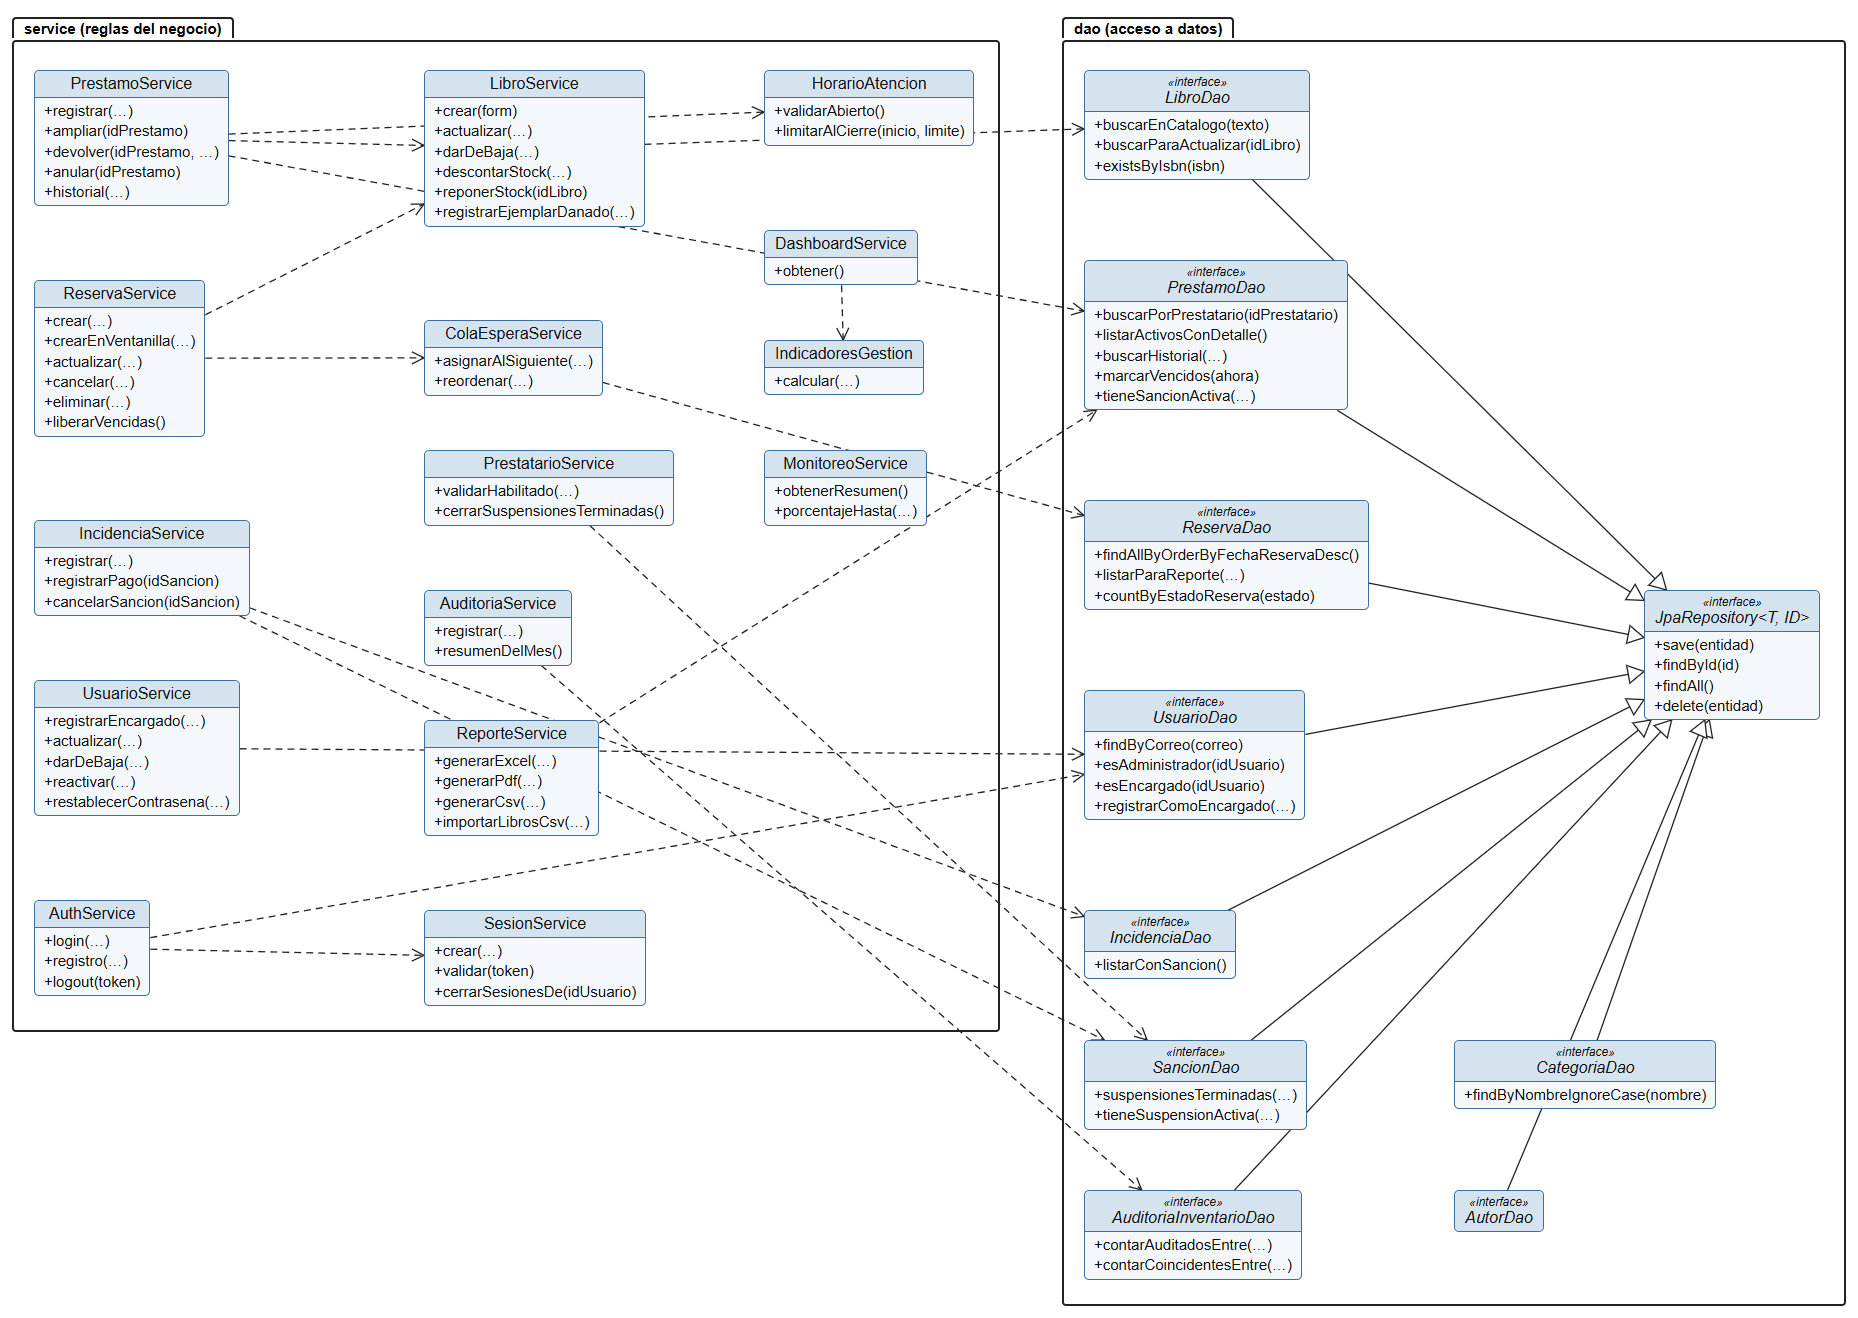 service (reglas del negocio)
PrestamoService
+registrar(…)
+ampliar(idPrestamo)
+devolver(idPrestamo, …)
+anular(idPrestamo)
+historial(…)
LibroService
+crear(form)
+actualizar(…)
+darDeBaja(…)
+descontarStock(…)
+reponerStock(idLibro)
+registrarEjemplarDanado(…)
HorarioAtencion
+validarAbierto()
+limitarAlCierre(inicio, limite)
DashboardService
+obtener()
ReservaService
+crear(…)
+crearEnVentanilla(…)
+actualizar(…)
+cancelar(…)
+eliminar(…)
+liberarVencidas()
ColaEsperaService
+asignarAlSiguiente(…)
+reordenar(…)
IndicadoresGestion
+calcular(…)
PrestatarioService
+validarHabilitado(…)
+cerrarSuspensionesTerminadas()
MonitoreoService
+obtenerResumen()
+porcentajeHasta(…)
IncidenciaService
+registrar(…)
+registrarPago(idSancion)
+cancelarSancion(idSancion)
AuditoriaService
+registrar(…)
+resumenDelMes()
UsuarioService
+registrarEncargado(…)
+actualizar(…)
+darDeBaja(…)
+reactivar(…)
+restablecerContrasena(…)
ReporteService
+generarExcel(…)
+generarPdf(…)
+generarCsv(…)
+importarLibrosCsv(…)
AuthService
+login(…)
+registro(…)
+logout(token)
SesionService
+crear(…)
+validar(token)
+cerrarSesionesDe(idUsuario)
dao (acceso a datos)
«interface»
LibroDao
+buscarEnCatalogo(texto)
+buscarParaActualizar(idLibro)
+existsByIsbn(isbn)
«interface»
PrestamoDao
+buscarPorPrestatario(idPrestatario)
+listarActivosConDetalle()
+buscarHistorial(…)
+marcarVencidos(ahora)
+tieneSancionActiva(…)
«interface»
ReservaDao
+findAllByOrderByFechaReservaDesc()
+listarParaReporte(…)
+countByEstadoReserva(estado)
«interface»
JpaRepository<T, ID>
+save(entidad)
+findById(id)
+findAll()
+delete(entidad)
«interface»
UsuarioDao
+findByCorreo(correo)
+esAdministrador(idUsuario)
+esEncargado(idUsuario)
+registrarComoEncargado(…)
«interface»
IncidenciaDao
+listarConSancion()
«interface»
SancionDao
+suspensionesTerminadas(…)
+tieneSuspensionActiva(…)
«interface»
CategoriaDao
+findByNombreIgnoreCase(nombre)
«interface»
AuditoriaInventarioDao
+contarAuditadosEntre(…)
+contarCoincidentesEntre(…)
«interface»
AutorDao